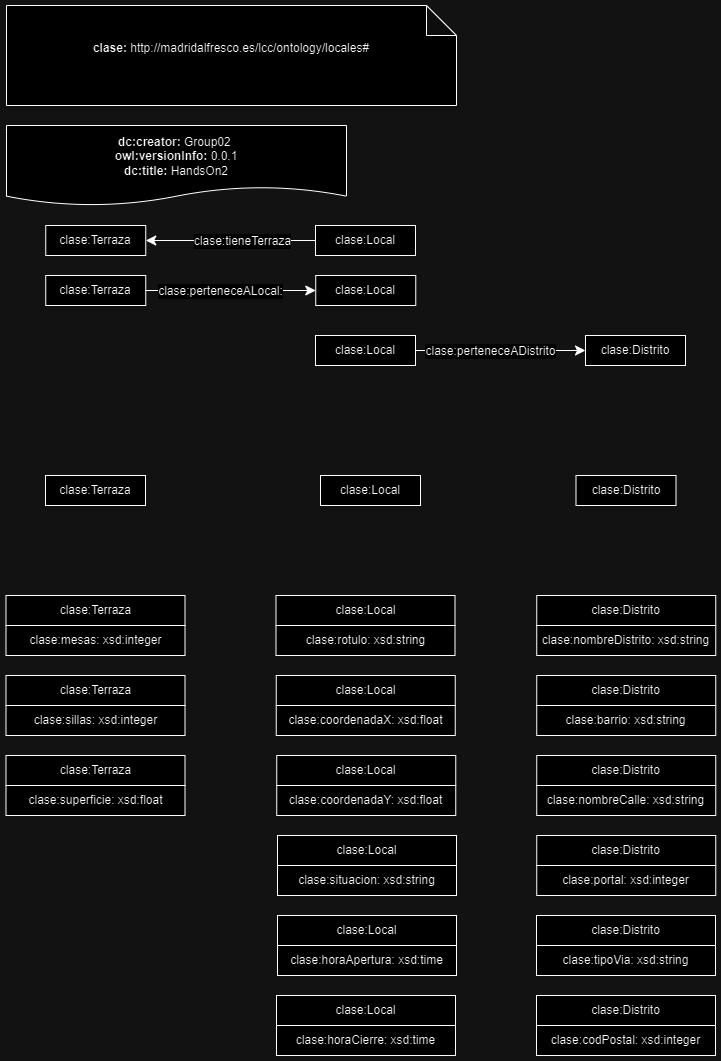 clase: http://madridalfresco.es/lcc/ontology/locales#
dc:creator: Group02
owl:versionInfo: 0.0.1
dc:title: HandsOn2
clase:Terraza clase:tieneTerraza clase:Local
clase:Terraza clase:perteneceALocal: clase:Local
clase:Local clase:perteneceADistrito clase:Distrito
clase:Terraza clase:Local clase:Distrito
clase:Terraza clase:Local clase:Distrito
clase:mesas: xsd:integer clase:rotulo: xsd:string clase:nombreDistrito: xsd:string
clase:Terraza clase:Local clase:Distrito
clase:sillas: xsd:integer clase:coordenadaX: xsd:float clase:barrio: xsd:string
clase:Terraza clase:Local clase:Distrito
clase:superficie: xsd:float clase:coordenadaY: xsd:float clase:nombreCalle: xsd:string
clase:Local clase:Distrito
clase:situacion: xsd:string clase:portal: xsd:integer
clase:Local clase:Distrito
clase:horaApertura: xsd:time clase:tipoVia: xsd:string
clase:Local clase:Distrito
clase:horaCierre: xsd:time clase:codPostal: xsd:integer